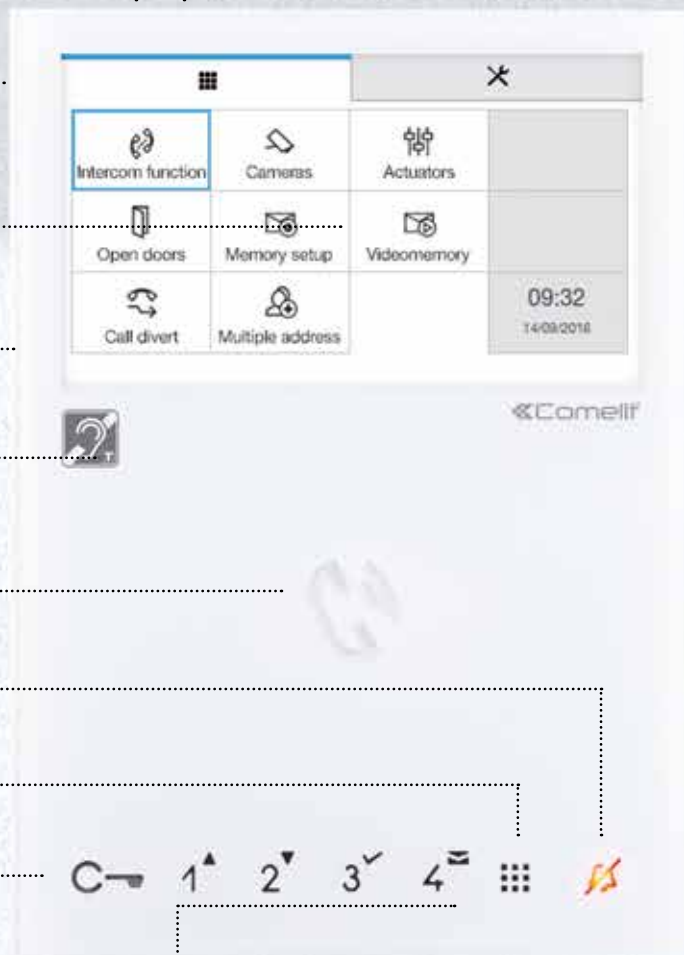 Intercom function Cameras Actuators
Open doors Memory setup Videomemory
Call divert Multiple address
09:32
14/09/2016
Comelit
T
1 2 3 4